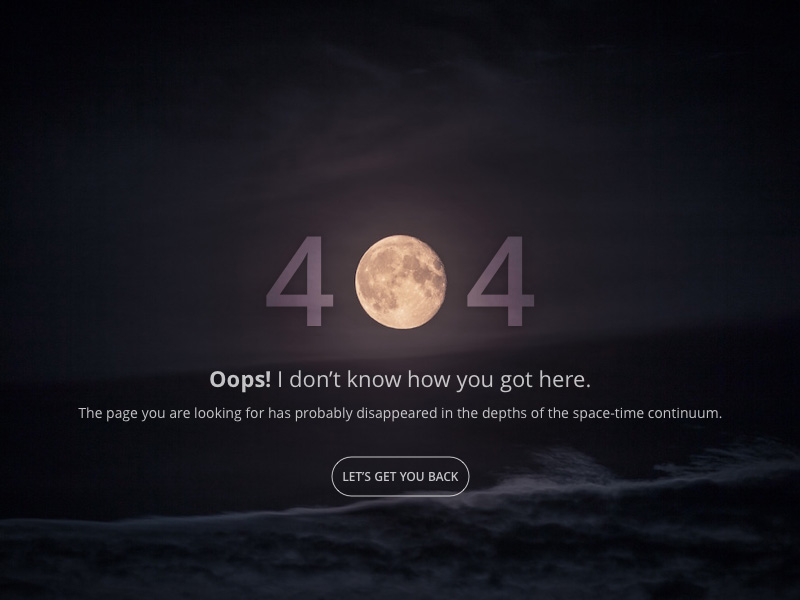 4 4
Oops! I don’t know how you got here.
The page you are looking for has probably disappeared in the depths of the space-time continuum.
LET’S GET YOU BACK